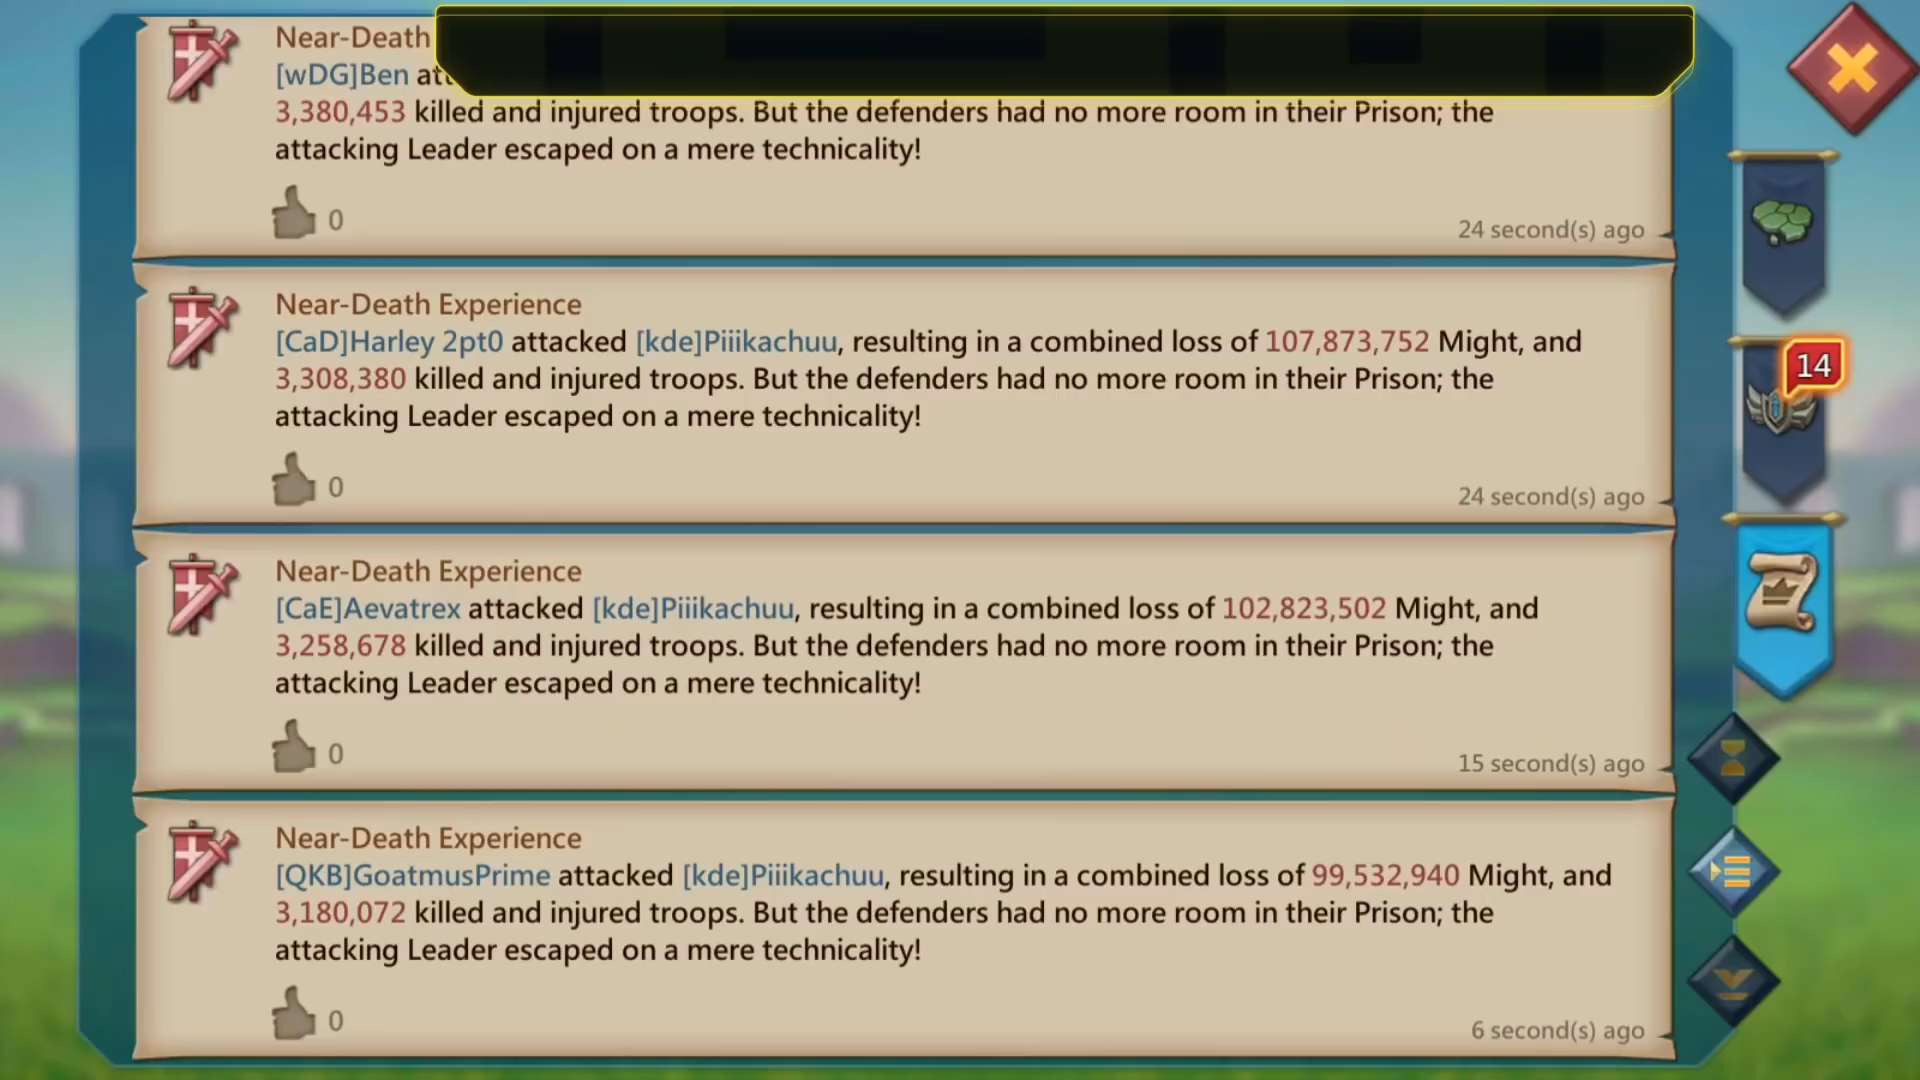 Near-Death
[wDG]Ben
3,380,453 killed and injured troops. But the defenders had no more room in their Prison; the
attacking Leader escaped on a mere technicality!
0
24 second(s) ago
Near-Death Experience
[CaD]Harley 2pt0 attacked [kde]Piiikachuu, resulting in a combined loss of 107,873,752 Might, and
3,308,380 killed and injured troops. But the defenders had no more room in their Prison; the
attacking Leader escaped on a mere technicality!
0
24 second(s) ago
14
Near-Death Experience
[CaE]Aevatrex attacked [kde]Piiikachuu, resulting in a combined loss of 102,823,502 Might, and
3,258,678 killed and injured troops. But the defenders had no more room in their Prison; the
attacking Leader escaped on a mere technicality!
0
15 second(s) ago
Near-Death Experience
[QKB]GoatmusPrime attacked [kde]Piiikachuu, resulting in a combined loss of 99,532,940 Might, and
3,180,072 killed and injured troops. But the defenders had no more room in their Prison; the
attacking Leader escaped on a mere technicality!
0
6 second(s) ago